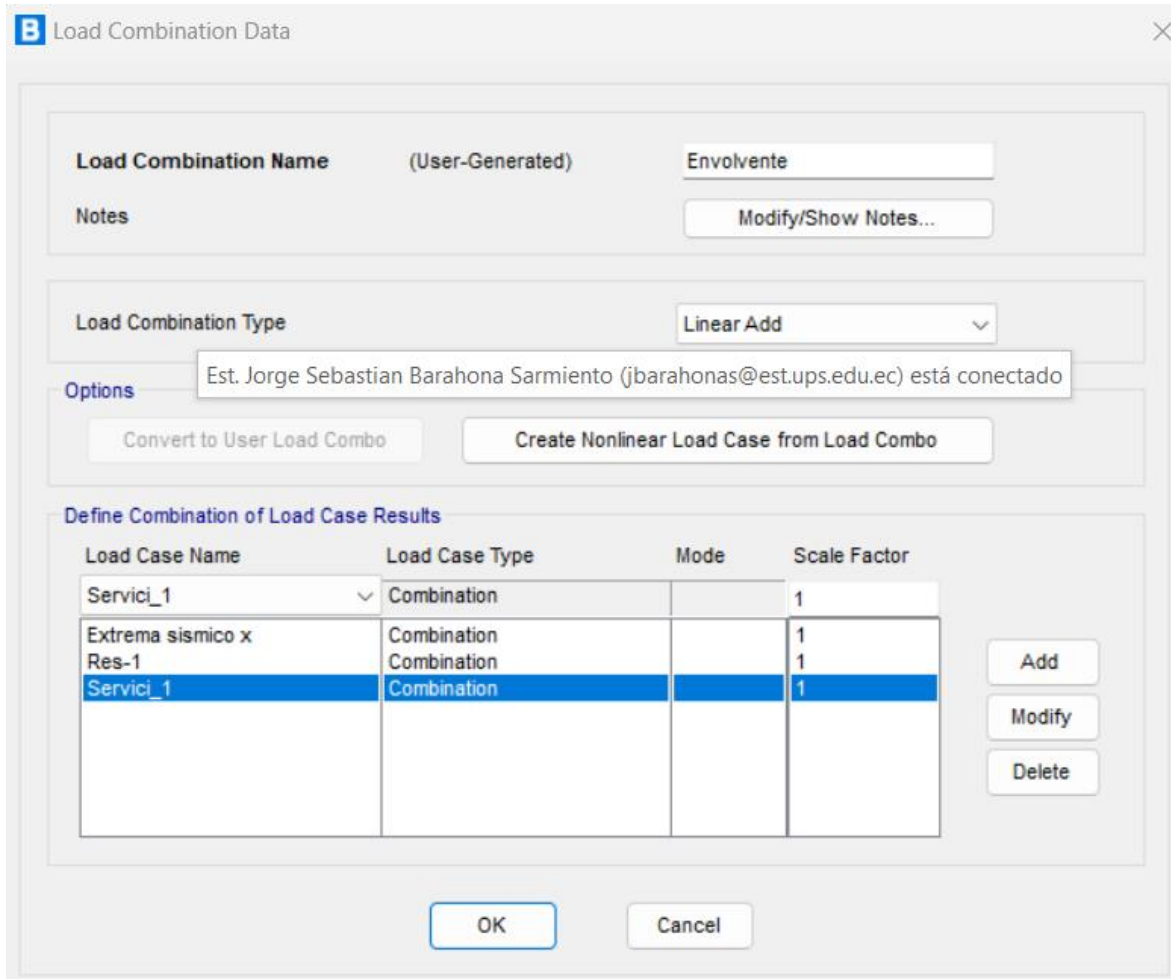 B Load Combination Data
Load Combination Name (User-Generated) Envolvente
Notes Modify/Show Notes...
Load Combination Type Linear Add
Est. Jorge Sebastian Barahona Sarmiento (jbarahonas@est.ups.edu.ec) está conectado
Options
Convert to User Load Combo Create Nonlinear Load Case from Load Combo
Define Combination of Load Case Results
Load Case Name Load Case Type Mode Scale Factor
Servici_1 Combination 1
Extrema sismico x Combination 1
Res-1 Combination 1
Servici_1 Combination 1
Add
Modify
Delete
OK Cancel